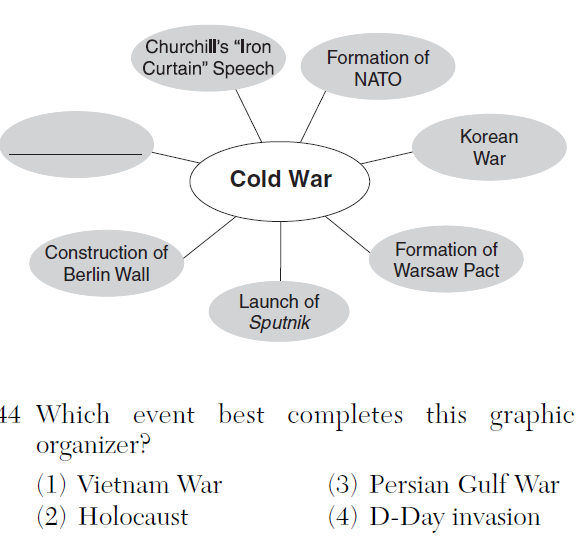 Churchill's "Iron
Curtain" Speech
Formation of
NATO
Korean
War
Cold War
Construction of
Berlin Wall
Launch of
Sputnik
Formation of
Warsaw Pact
44 Which event best completes this graphic
organizer?
(1) Vietnam War
(3) Persian Gulf War
(2) Holocaust
(4) D-Day invasion